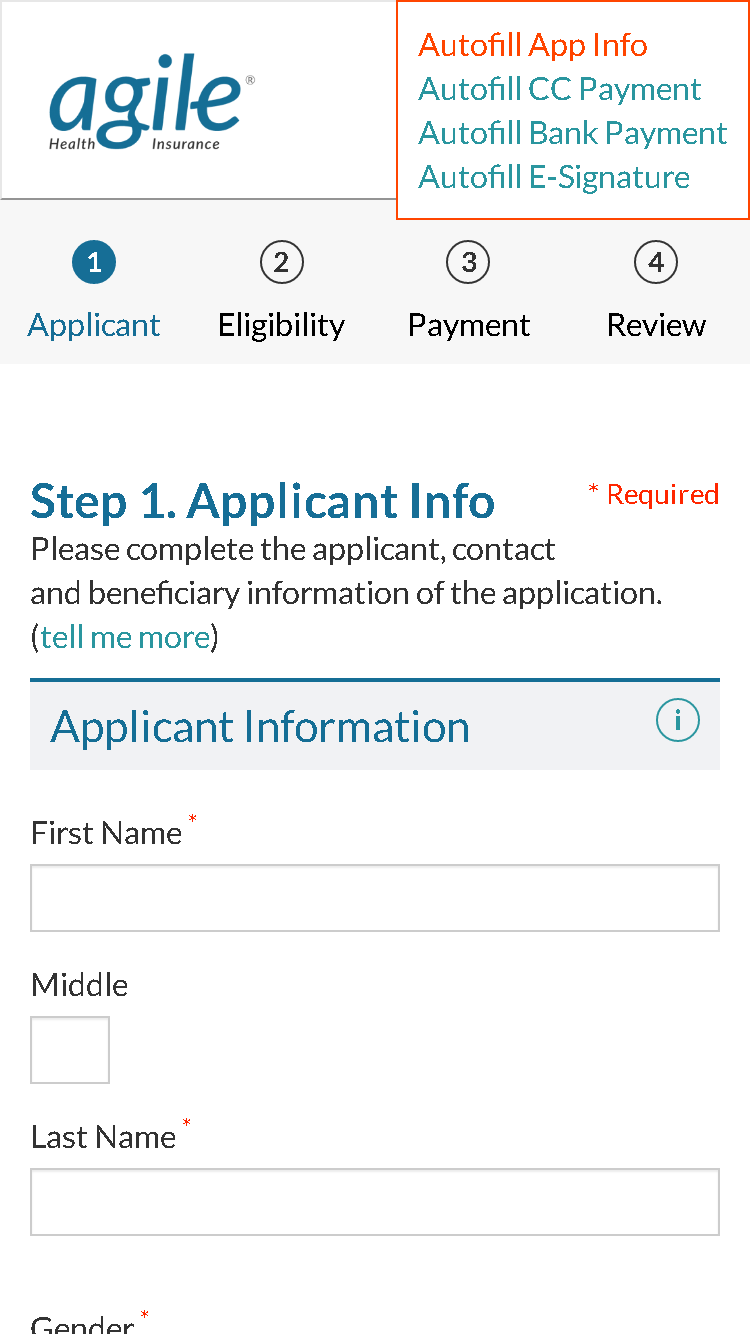 agile®
Health Insurance
Autofill App Info
Autofill CC Payment
Autofill Bank Payment
Autofill E-Signature
1 2 3 4
Applicant Eligibility Payment Review
Step 1. Applicant Info * Required
Please complete the applicant, contact
and beneficiary information of the application.
(tell me more)
Applicant Information i
First Name *
Middle
Last Name *
Gender *